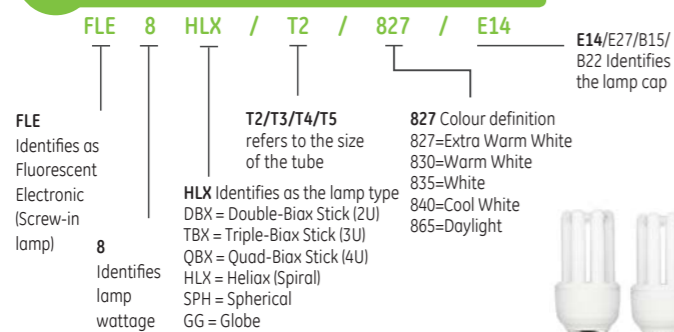 FLE 8 HLX / T2 / 827 / E14
E14/E27/B15/
B22 Identifies
the lamp cap
FLE
Identifies as
Fluorescent
Electronic
(Screw-in
lamp)
8
Identifies
lamp
wattage
T2/T3/T4/T5
refers to the size
of the tube
HLX Identifies as the lamp type
DBX = Double-Biax Stick (2U)
TBX = Triple-Biax Stick (3U)
QBX = Quad-Biax Stick (4U)
HLX = Heliax (Spiral)
SPH = Spherical
GG = Globe
827 Colour definition
827=Extra Warm White
830=Warm White
835=White
840=Cool White
865=Daylight